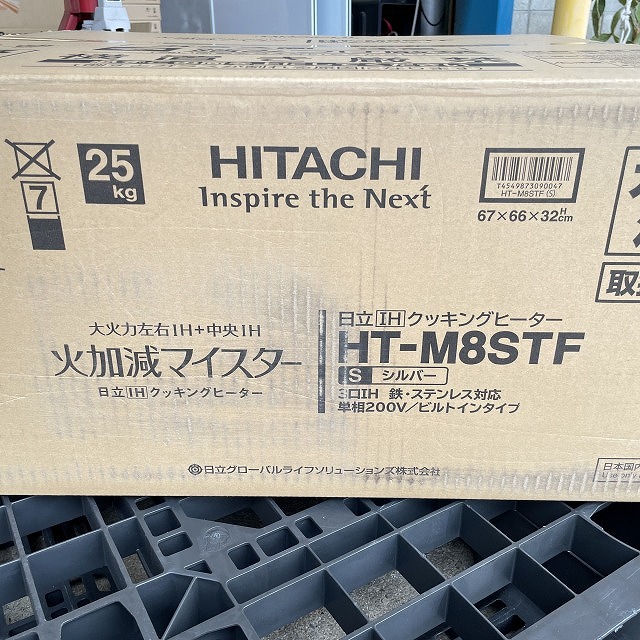 7
25
kg
HITACHI
Inspire the Next
T4549873090047
HT-M8STF(S)
67×66×32Hcm
取
大火力左右IH+中央IH
火加減マイスター
日立IHクッキングヒーター
日立IHクッキングヒーター
HT-M8STF
S シルバー
3口IH 鉄・ステンレス対応
単相200V/ビルトインタイプ
日立グローバルライフソリューションズ株式会社
日本国内
Use only